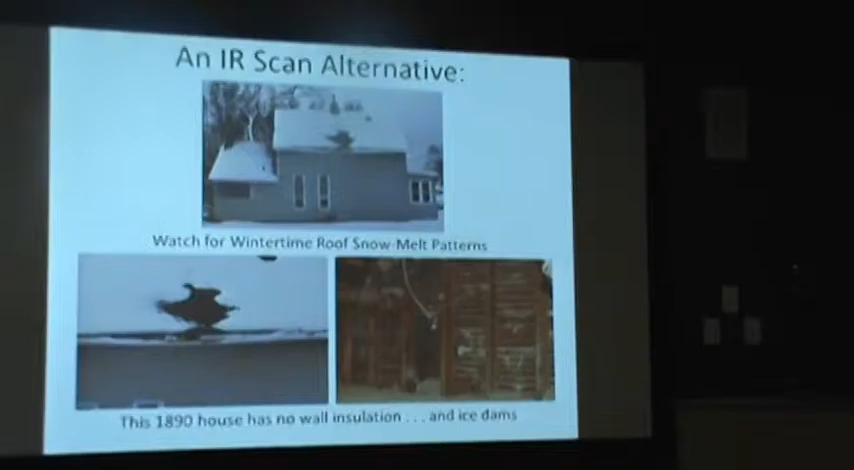 An IR Scan Alternative:
Watch for Wintertime Roof Snow-Melt Patterns
This 1890 house has no wall insulation . . . and ice dams